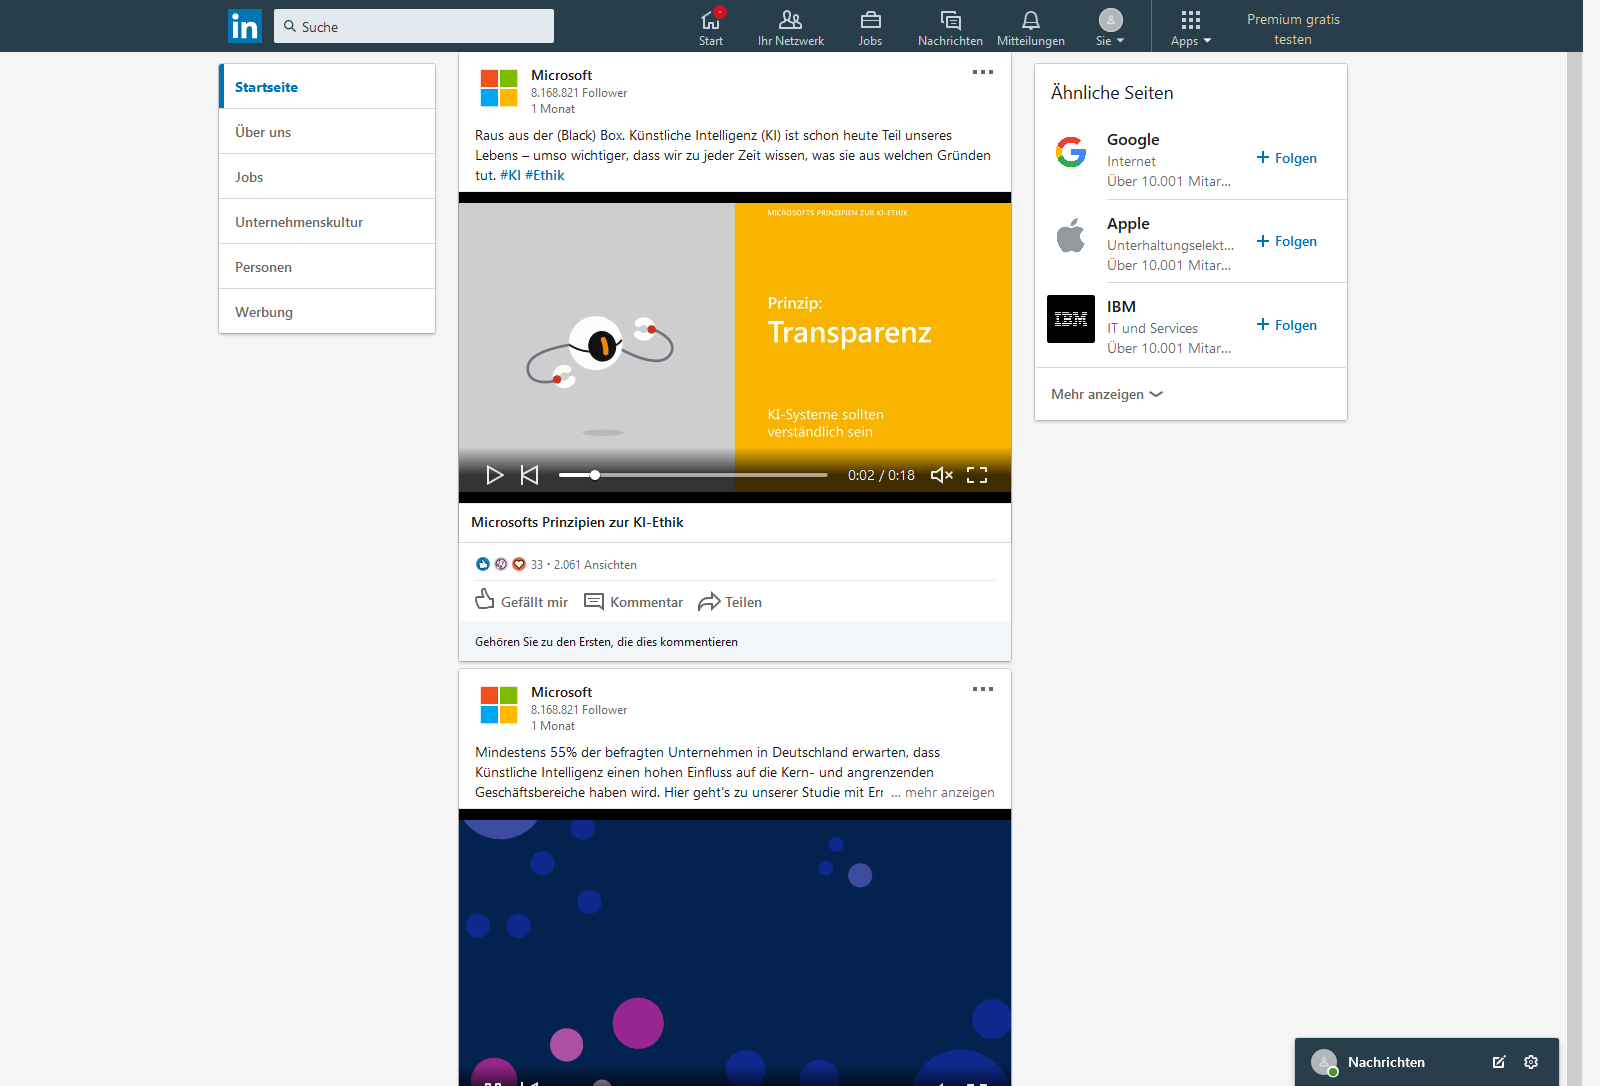 in
Suche
Start
Ihr Netzwerk
Jobs
Nachrichten
Mitteilungen
Sie
Apps
Premium gratis
testen
Startseite
Über uns
Jobs
Unternehmenskultur
Personen
Werbung
Microsoft
8.168.821 Follower
1 Monat
Raus aus der (Black) Box. Künstliche Intelligenz (KI) ist schon heute Teil unseres
Lebens – umso wichtiger, dass wir zu jeder Zeit wissen, was sie aus welchen Gründen
tut. #KI #Ethik
MICROSOFTS PRINZIPIEN ZUR KI-ETHIK
Prinzip:
Transparenz
KI-Systeme sollten
verständlich sein
0:02 / 0:18
Microsofts Prinzipien zur KI-Ethik
33 · 2.061 Ansichten
Gefällt mir
Kommentar
Teilen
Gehören Sie zu den Ersten, die dies kommentieren
Microsoft
8.168.821 Follower
1 Monat
Mindestens 55% der befragten Unternehmen in Deutschland erwarten, dass
Künstliche Intelligenz einen hohen Einfluss auf die Kern- und angrenzenden
Geschäftsbereiche haben wird. Hier geht's zu unserer Studie mit ... mehr anzeigen
Ähnliche Seiten
Google
Internet
Über 10.001 Mitar...
+ Folgen
Apple
Unterhaltungselekt...
Über 10.001 Mitar...
+ Folgen
IBM
IBM
IT und Services
Über 10.001 Mitar...
+ Folgen
Mehr anzeigen
Nachrichten